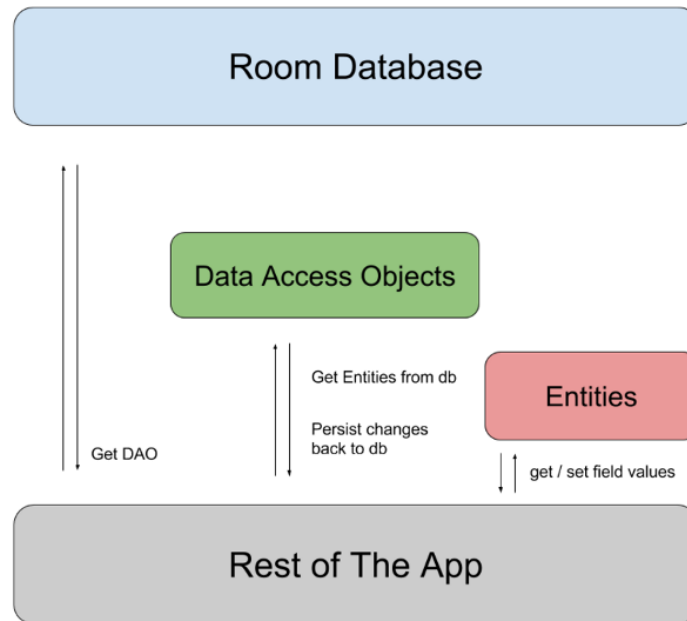 Room Database
Data Access Objects
Get Entities from db
Entities
Persist changes
back to db
Get DAO
get / set field values
Rest of The App